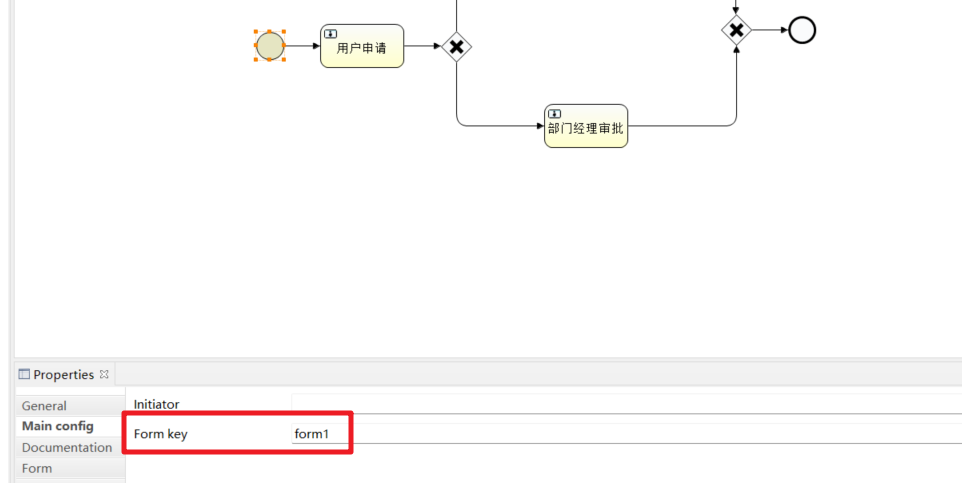 用户申请
部门经理审批
Properties
General
Initiator
Main config
Form key
form1
Documentation
Form